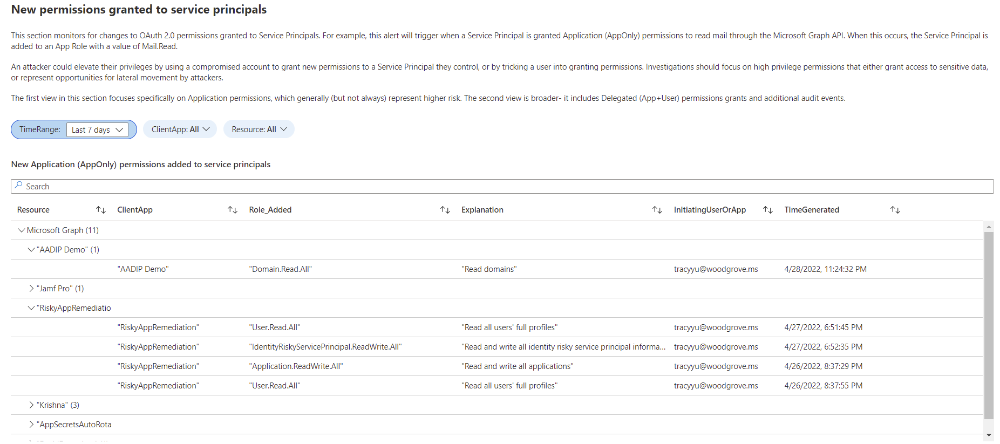 New permissions granted to service principals
This section monitors for changes to OAuth 2.0 permissions granted to Service Principals. For example, this alert will trigger when a Service Principal is granted Application (AppOnly) permissions to read mail through the Microsoft Graph API. When this occurs, the Service Principal is
added to an App Role with a value of Mail.Read.
An attacker could elevate their privileges by using a compromised account to grant new permissions to a Service Principal they control, or by tricking a user into granting permissions. Investigations should focus on high privilege permissions that either grant access to sensitive data,
or represent opportunities for lateral movement by attackers.
The first view in this section focuses specifically on Application permissions, which generally (but not always) represent higher risk. The second view is broader- it includes Delegated (App+User) permissions grants and additional audit events.
TimeRange: Last 7 days ClientApp: All Resource: All
New Application (AppOnly) permissions added to service principals
Search
Resource ClientApp Role_Added Explanation InitiatingUserOrApp TimeGenerated
Microsoft Graph (11)
"AADIP Demo" (1)
"AADIP Demo" "Domain.Read.All" "Read domains" tracyyu@woodgrove.ms 4/28/2022, 11:24:32 PM
"Jamf Pro" (1)
"RiskyAppRemediatio
"RiskyAppRemediation" "User.Read.All" "Read all users' full profiles" tracyyu@woodgrove.ms 4/27/2022, 6:51:45 PM
"RiskyAppRemediation" "IdentityRiskyServicePrincipal.ReadWrite.All" "Read and write all identity risky service principal informa... tracyyu@woodgrove.ms 4/27/2022, 6:52:35 PM
"RiskyAppRemediation" "Application.ReadWrite.All" "Read and write all applications" tracyyu@woodgrove.ms 4/26/2022, 8:37:29 PM
"RiskyAppRemediation" "User.Read.All" "Read all users' full profiles" tracyyu@woodgrove.ms 4/26/2022, 8:37:55 PM
"Krishna" (3)
"AppSecretsAutoRota